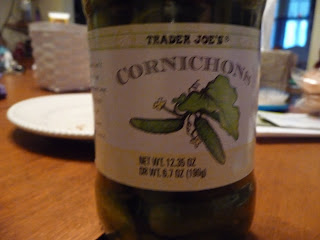 TRADER JOE'S®
CORNICHONS
NET WT. 12.35 OZ
DR WT. 6.7 OZ (190g)